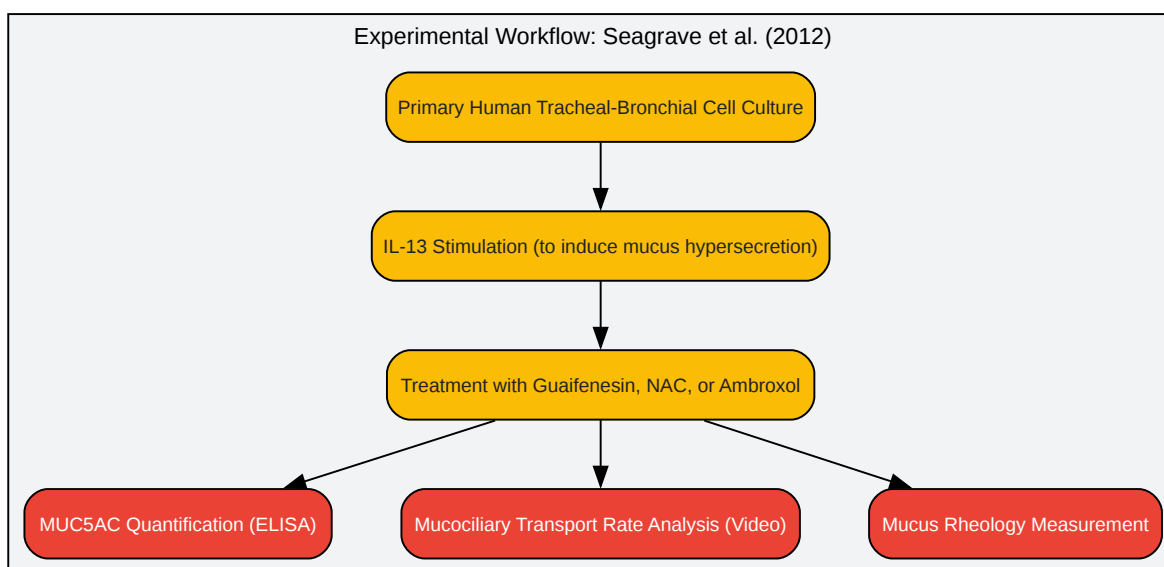 Experimental Workflow: Seagrave et al. (2012)
Primary Human Tracheal-Bronchial Cell Culture
IL-13 Stimulation (to induce mucus hypersecretion)
Treatment with Guaifenesin, NAC, or Ambroxol
MUC5AC Quantification (ELISA)
Mucociliary Transport Rate Analysis (Video)
Mucus Rheology Measurement